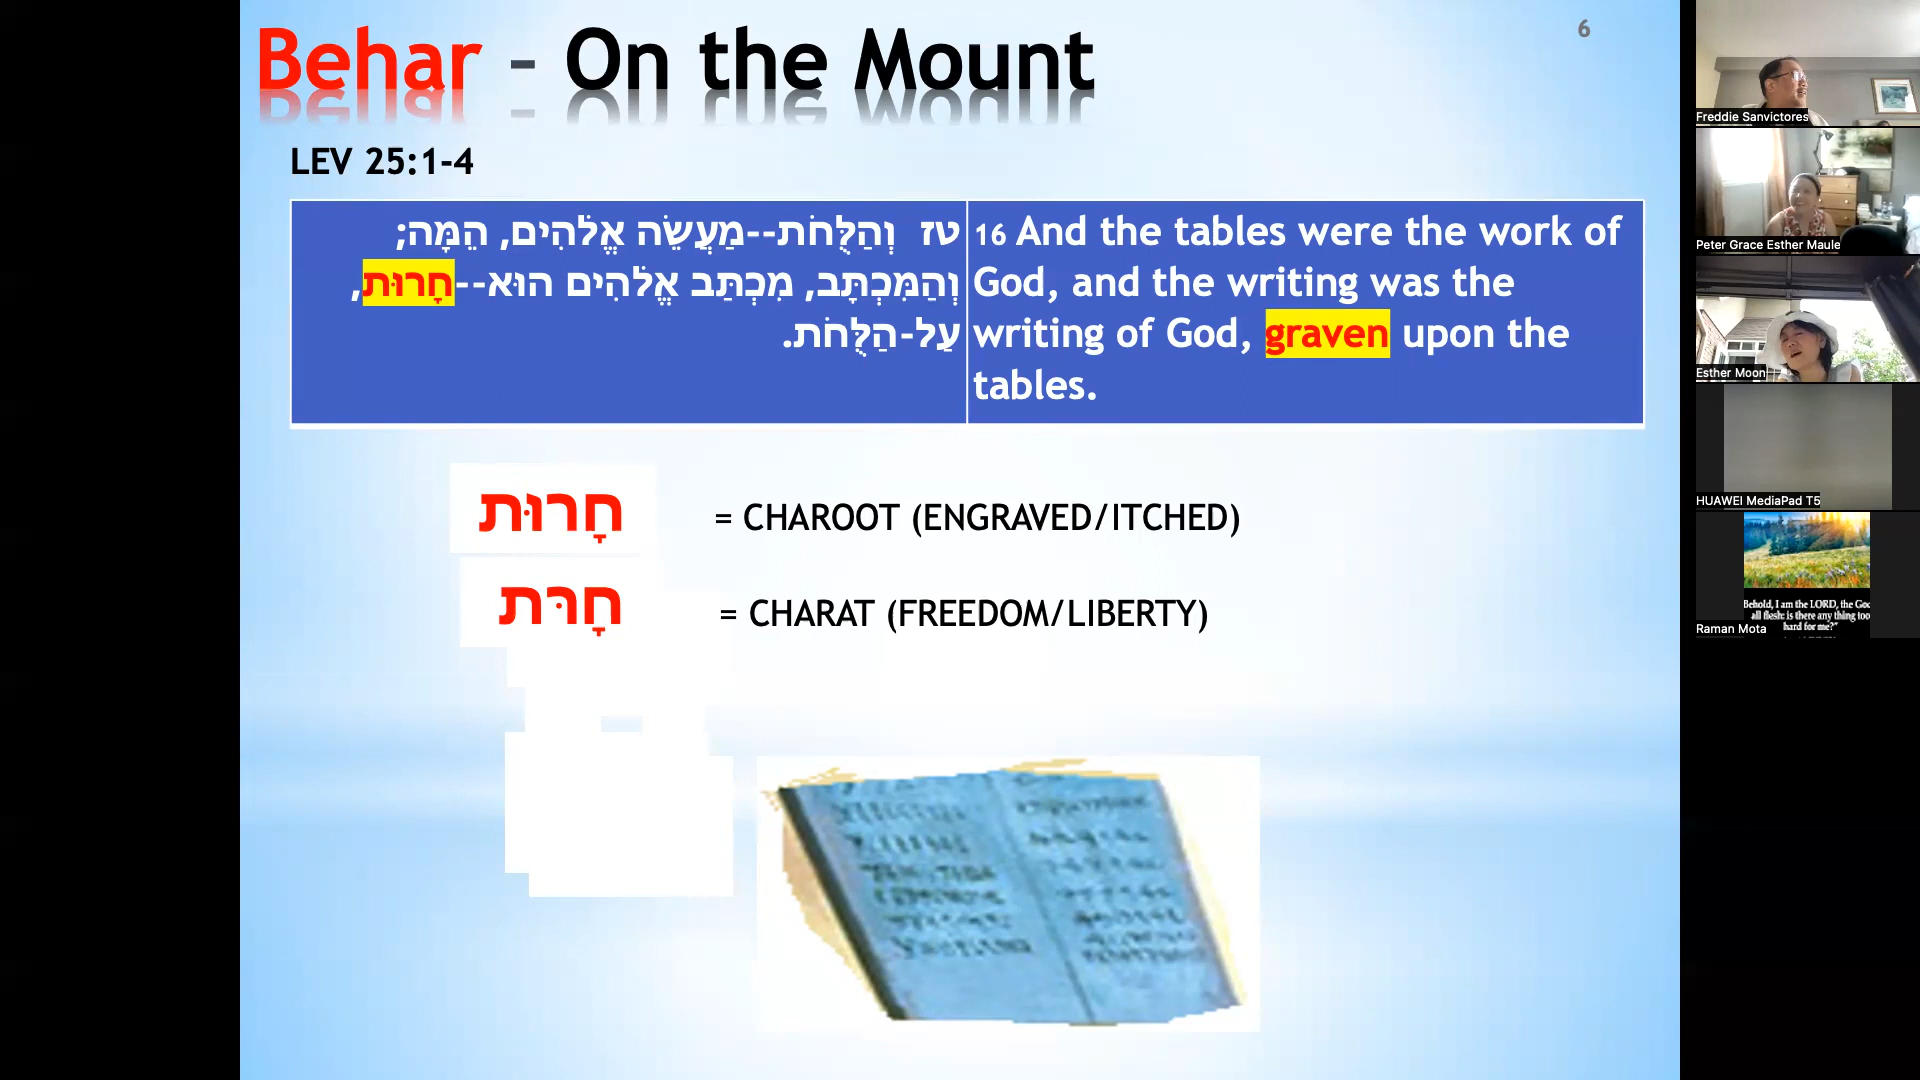 Behar - On the Mount
6
LEV 25:1-4
טז וְהַלֻּחֹת--מַעֲשֵׂה אֱלֹהִים, הֵמָּה;
וְהַמִּכְתָּב, מִכְתַּב אֱלֹהִים הוּא--חָרוּת,
עַל-הַלֻּחֹת.
16 And the tables were the work of
God, and the writing was the
writing of God, graven upon the
tables.
חָרוּת = CHAROOT (ENGRAVED/ITCHED)
חָרּת = CHARAT (FREEDOM/LIBERTY)
Freddie Sanvictores
Peter Grace Esther Maule
Esther Moon
HUAWEI MediaPad T5
Behold, I am the LORD, the Go
all flesh: is there any thing too
hard for me?"
Raman Mota